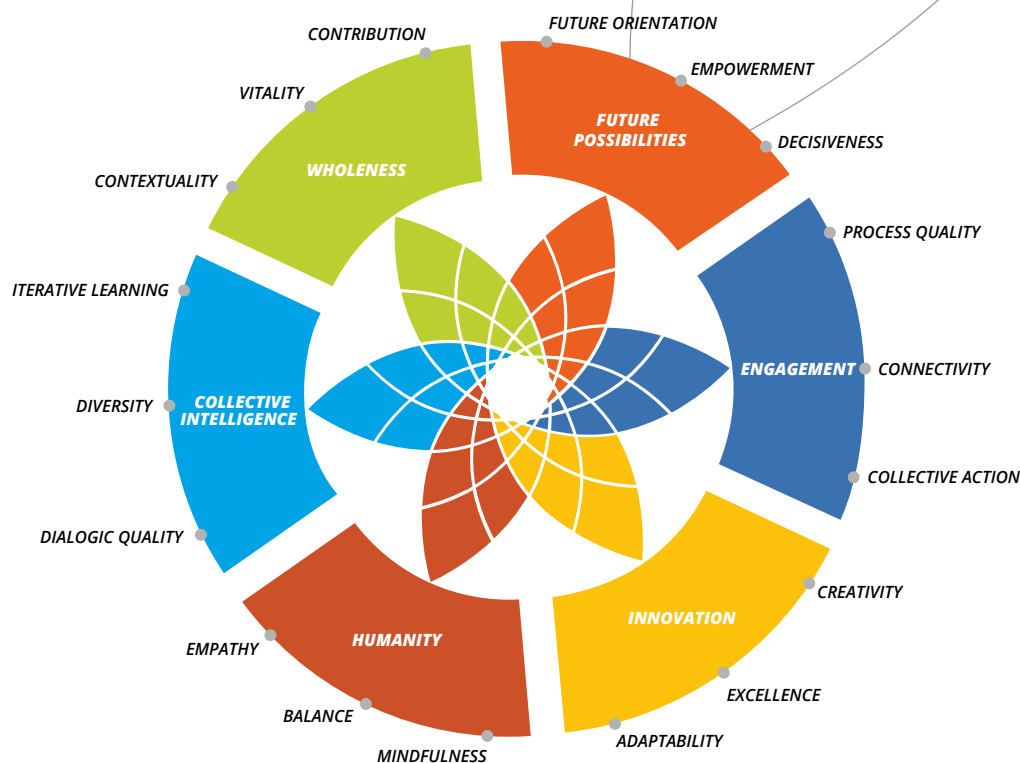 FUTURE ORIENTATION
CONTRIBUTION
EMPOWERMENT
VITALITY
FUTURE
POSSIBILITIES
DECISIVENESS
WHOLENESS
CONTEXTUALITY
PROCESS QUALITY
ITERATIVE LEARNING
ENGAGEMENT
CONNECTIVITY
DIVERSITY
COLLECTIVE
INTELLIGENCE
COLLECTIVE ACTION
DIALOGIC QUALITY
CREATIVITY
INNOVATION
HUMANITY
EMPATHY
EXCELLENCE
BALANCE
ADAPTABILITY
MINDFULNESS